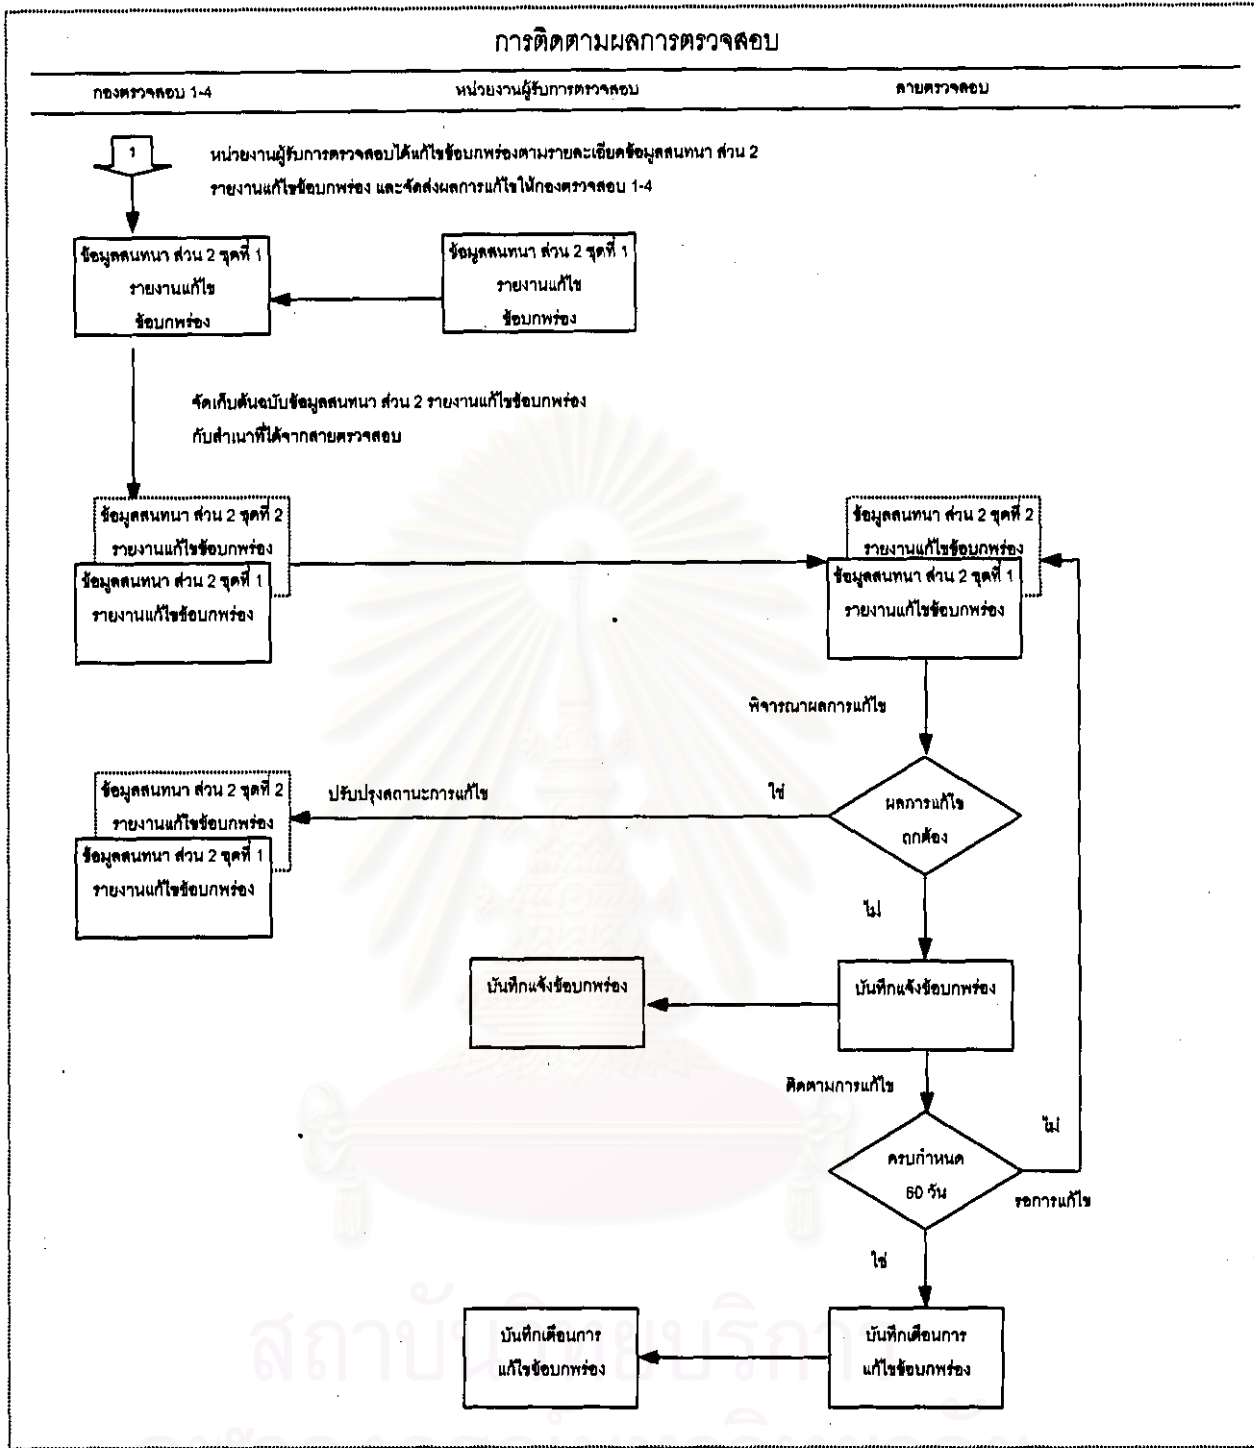 การติดตามผลการตรวจสอบ
กองตรวจสอบ 1-4
หน่วยงานผู้รับการตรวจสอบ
สายตรวจสอบ
1
หน่วยงานผู้รับการตรวจสอบได้แก้ไขข้อบกพร่องตามรายละเอียดข้อมูลสนทนา ส่วน 2
รายงานแก้ไขข้อบกพร่อง และจัดส่งผลการแก้ไขให้กองตรวจสอบ 1-4
ข้อมูลสนทนา ส่วน 2 ชุดที่ 1
รายงานแก้ไข
ข้อบกพร่อง
ข้อมูลสนทนา ส่วน 2 ชุดที่ 1
รายงานแก้ไข
ข้อบกพร่อง
จัดเก็บต้นฉบับข้อมูลสนทนา ส่วน 2 รายงานแก้ไขข้อบกพร่อง
กับสำเนาที่ได้จากสายตรวจสอบ
ข้อมูลสนทนา ส่วน 2 ชุดที่ 2
รายงานแก้ไขข้อบกพร่อง
ข้อมูลสนทนา ส่วน 2 ชุดที่ 1
รายงานแก้ไขข้อบกพร่อง
ข้อมูลสนทนา ส่วน 2 ชุดที่ 2
รายงานแก้ไขข้อบกพร่อง
ข้อมูลสนทนา ส่วน 2 ชุดที่ 1
รายงานแก้ไขข้อบกพร่อง
พิจารณาผลการแก้ไข
ข้อมูลสนทนา ส่วน 2 ชุดที่ 2
รายงานแก้ไขข้อบกพร่อง
ข้อมูลสนทนา ส่วน 2 ชุดที่ 1
รายงานแก้ไขข้อบกพร่อง
ปรับปรุงสถานะการแก้ไข
ใช่
ผลการแก้ไข
ถูกต้อง
ไม่
บันทึกแจ้งข้อบกพร่อง
บันทึกแจ้งข้อบกพร่อง
ติดตามการแก้ไข
ไม่
ครบกำหนด
60 วัน
รอการแก้ไข
ใช่
บันทึกเตือนการ
แก้ไขข้อบกพร่อง
บันทึกเตือนการ
แก้ไขข้อบกพร่อง
สถาบันวิทยบริการ
จุฬาลงกรณ์มหาวิทยาลัย